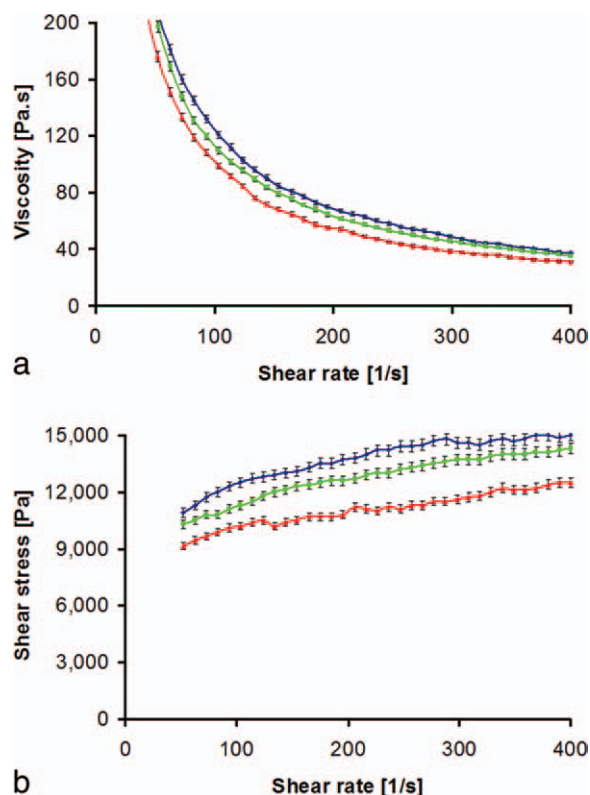 Viscosity [Pa.s]
200
160
120
80
40
0
0 100 200 300 400
Shear rate [1/s]
a
Shear stress [Pa]
15,000
12,000
9,000
6,000
3,000
0
0 100 200 300 400
Shear rate [1/s]
b